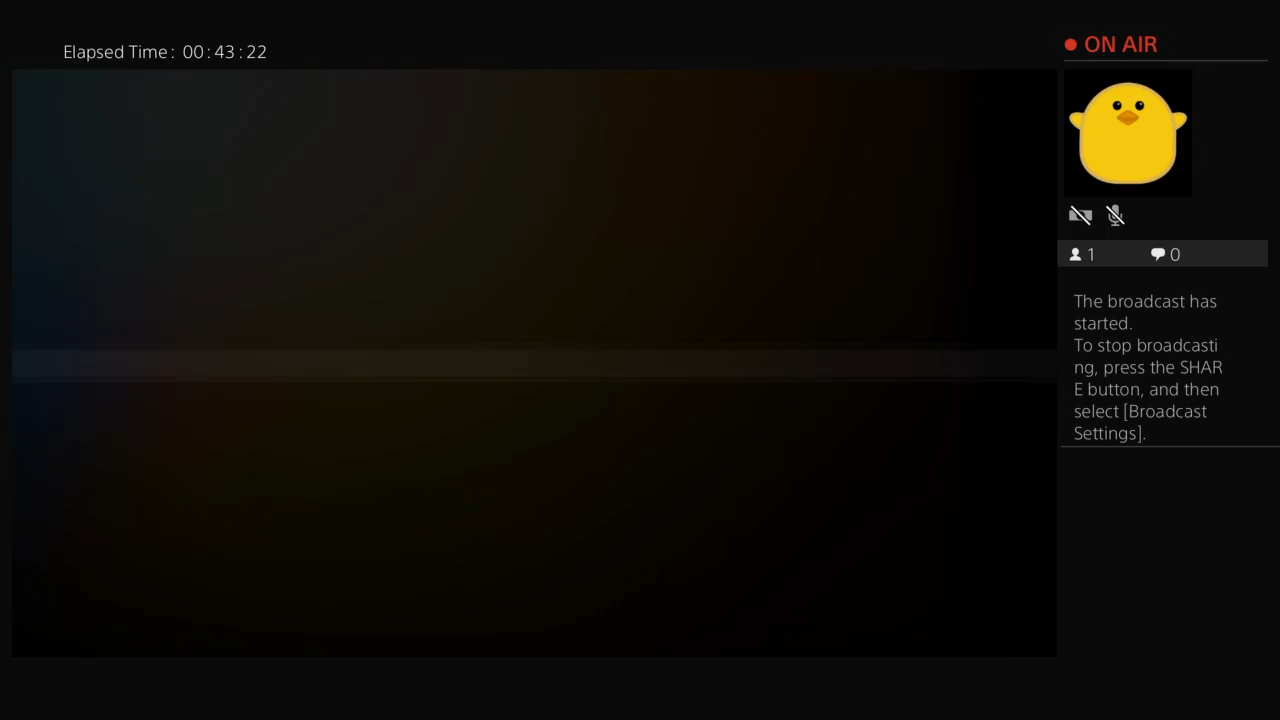 Elapsed Time: 00:43:22
ON AIR
1 0
The broadcast has
started.
To stop broadcasti
ng, press the SHAR
E button, and then
select [Broadcast
Settings].